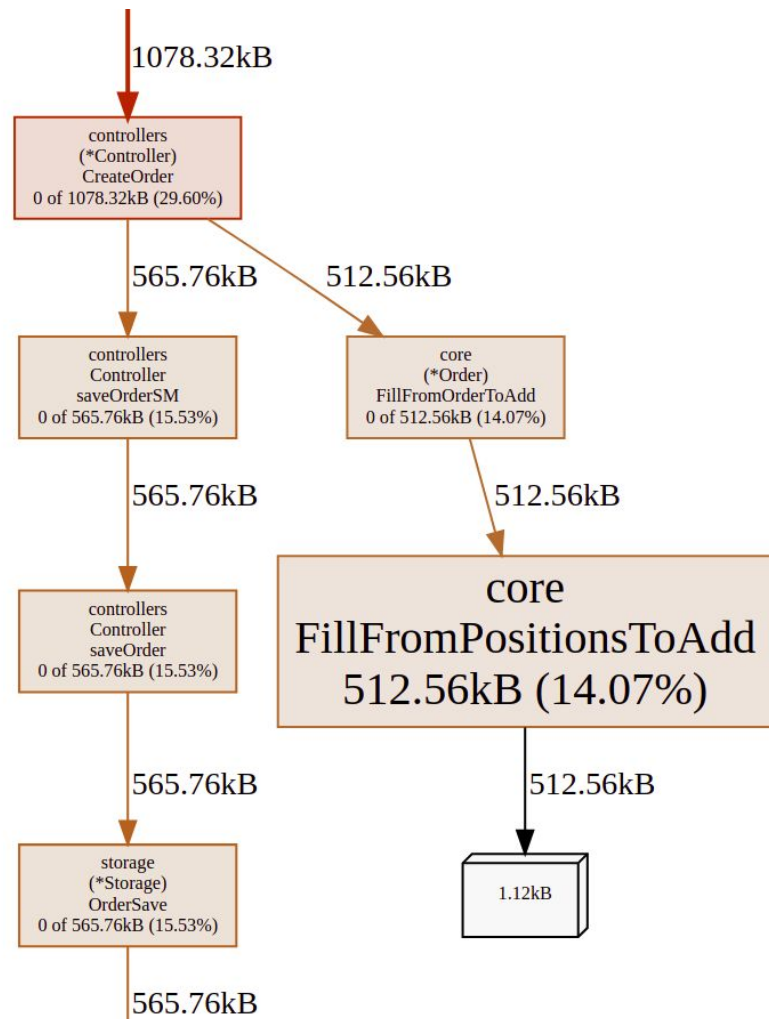 1078.32kB
controllers
(*Controller)
CreateOrder
0 of 1078.32kB (29.60%)
565.76kB
512.56kB
controllers
Controller
saveOrderSM
0 of 565.76kB (15.53%)
core
(*Order)
FillFromOrderToAdd
0 of 512.56kB (14.07%)
565.76kB
512.56kB
controllers
Controller
saveOrder
0 of 565.76kB (15.53%)
core
FillFromPositionsToAdd
512.56kB (14.07%)
565.76kB
512.56kB
storage
(*Storage)
OrderSave
0 of 565.76kB (15.53%)
1.12kB
565.76kB